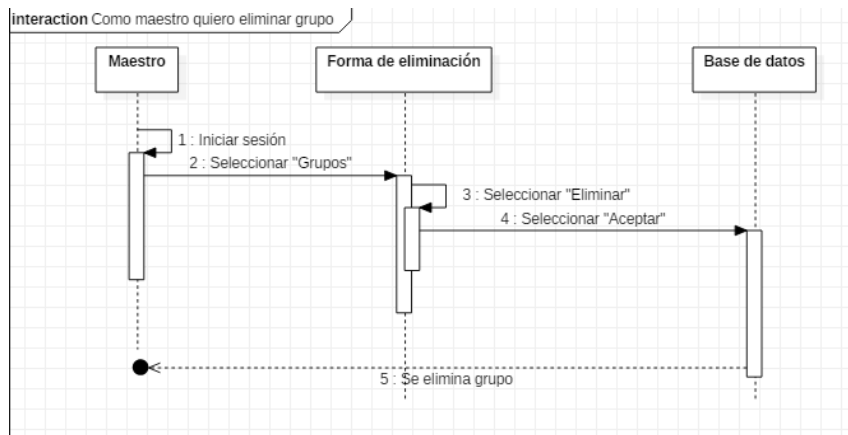 interaction Como maestro quiero eliminar grupo
Maestro
Forma de eliminación
Base de datos
1 : Iniciar sesión
2 : Seleccionar "Grupos"
3 : Seleccionar "Eliminar"
4 : Seleccionar "Aceptar"
5 : Se elimina grupo